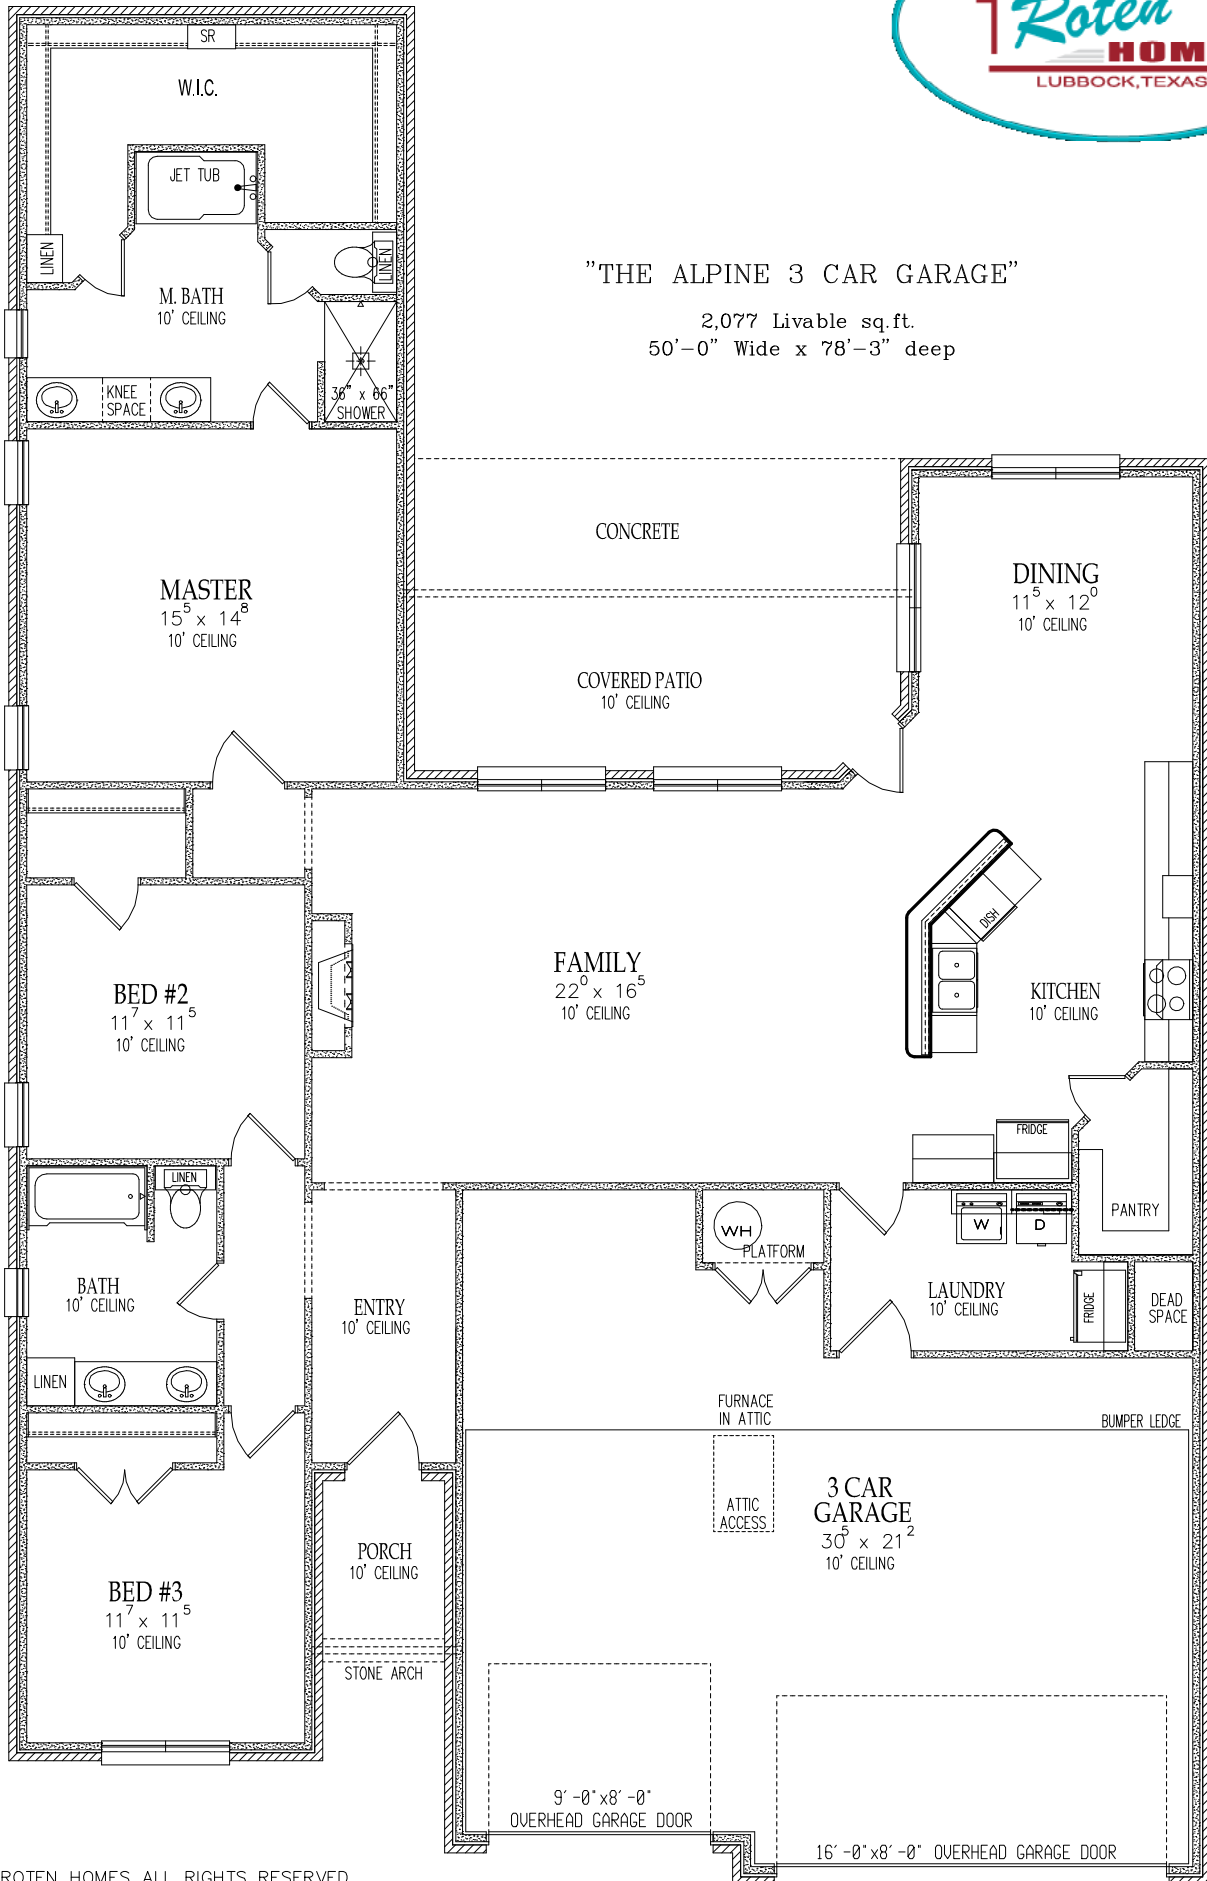 Roten
HOM
LUBBOCK, TEXAS
SR
W.I.C.
JET TUB
LINEN
LINEN
M. BATH
10' CEILING
KNEE
SPACE
36" x 66"
SHOWER
"THE ALPINE 3 CAR GARAGE"
2,077 Livable sq.ft.
50'-0" Wide x 78'-3" deep
MASTER
15⁵ x 14⁸
10' CEILING
CONCRETE
COVERED PATIO
10' CEILING
DINING
11⁵ x 12⁰
10' CEILING
DISH
FAMILY
22⁰ x 16⁵
10' CEILING
KITCHEN
10' CEILING
BED #2
11⁷ x 11⁵
10' CEILING
FRIDGE
PANTRY
LINEN
BATH
10' CEILING
LINEN
ENTRY
10' CEILING
WH
PLATFORM
W
D
LAUNDRY
10' CEILING
FRIDGE
DEAD
SPACE
FURNACE
IN ATTIC
BUMPER LEDGE
ATTIC
ACCESS
3 CAR
GARAGE
30⁵ x 21²
10' CEILING
PORCH
10' CEILING
BED #3
11⁷ x 11⁵
10' CEILING
STONE ARCH
9'-0"x8'-0"
OVERHEAD GARAGE DOOR
16'-0"x8'-0" OVERHEAD GARAGE DOOR
ROTEN HOMES ALL RIGHTS RESERVED